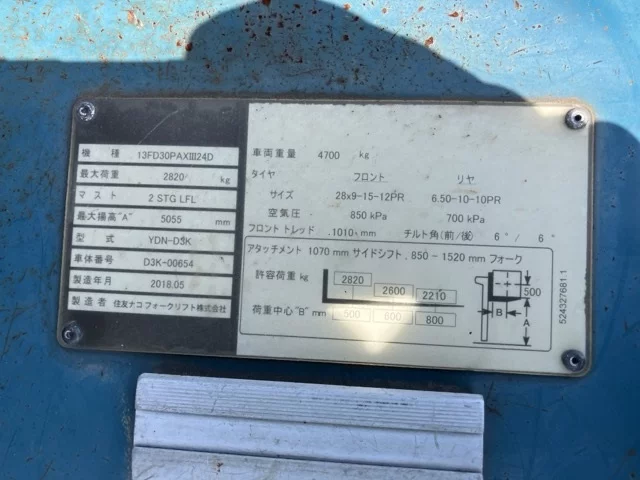 機 種 13FD30PAXⅢ24D
最大荷重 2820 kg
マスト 2 STG LFL
最大揚高"A" 5055 mm
型 式 YDN-D3K
車体番号 D3K-00654
製造年月 2018.05
製造者 住友ナコ フォークリフト株式会社
車両重量 4700 kg
タイヤ フロント リヤ
サイズ 28x9-15-12PR 6.50-10-10PR
空気圧 850 kPa 700 kPa
フロント トレッド 1010 mm チルト角(前/後) 6°/ 6°
アタッチメント 1070 mm サイドシフト, 850 - 1520 mm フォーク
許容荷重 kg 2820 2600 2210
荷重中心 "B" mm 500 600 800
500
B
A
524327681:1